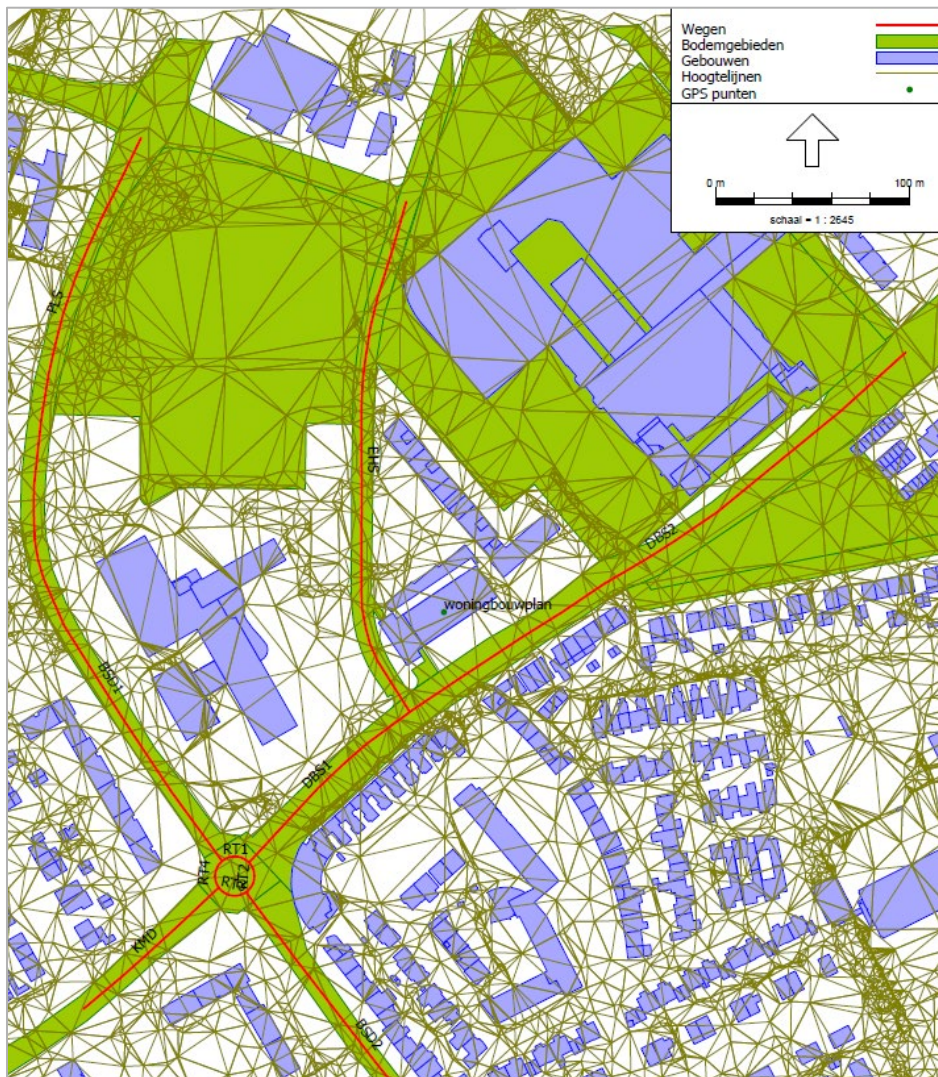 Wegen
Bodemgebieden
Gebouwen
Hoogtelijnen
GPS punten
0 m 100 m
schaal = 1 : 2645
PLS
EHS
DBS2
woningbouwplan
BSD1
DBS1
RT1
RT4
RT2
KMD
BSD2